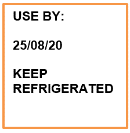 USE BY:
25/08/20
KEEP
REFRIGERATED